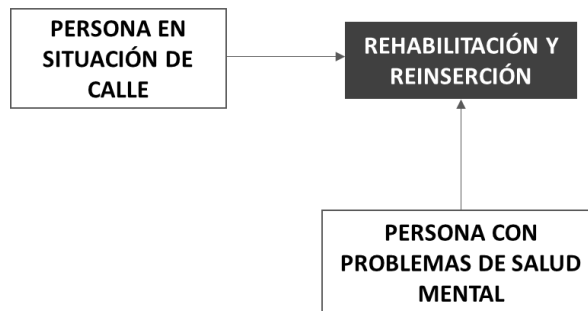 PERSONA EN
SITUACIÓN DE
CALLE
REHABILITACIÓN Y
REINSERCIÓN
PERSONA CON
PROBLEMAS DE SALUD
MENTAL